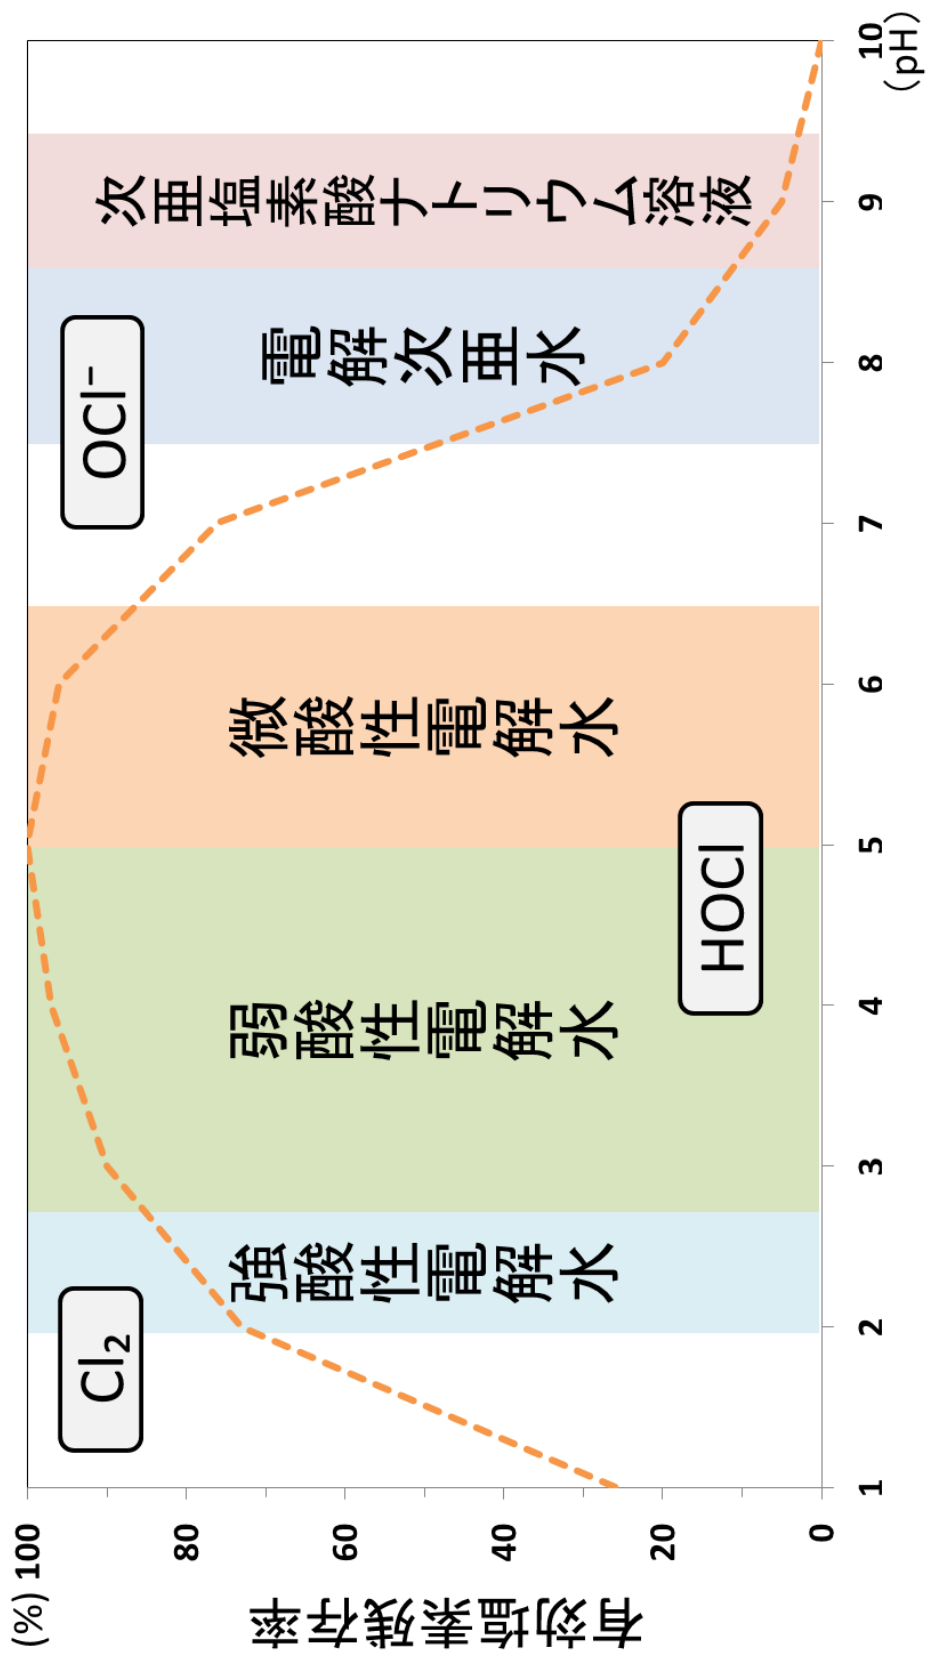 (%)
100
80
60
40
20
0
有効塩素残存率
Cl₂
OCl⁻
HOCl
強酸性電解水
弱酸性電解水
微酸性電解水
電解次亜水
次亜塩素酸ナトリウム溶液
1 2 3 4 5 6 7 8 9 10
(pH)